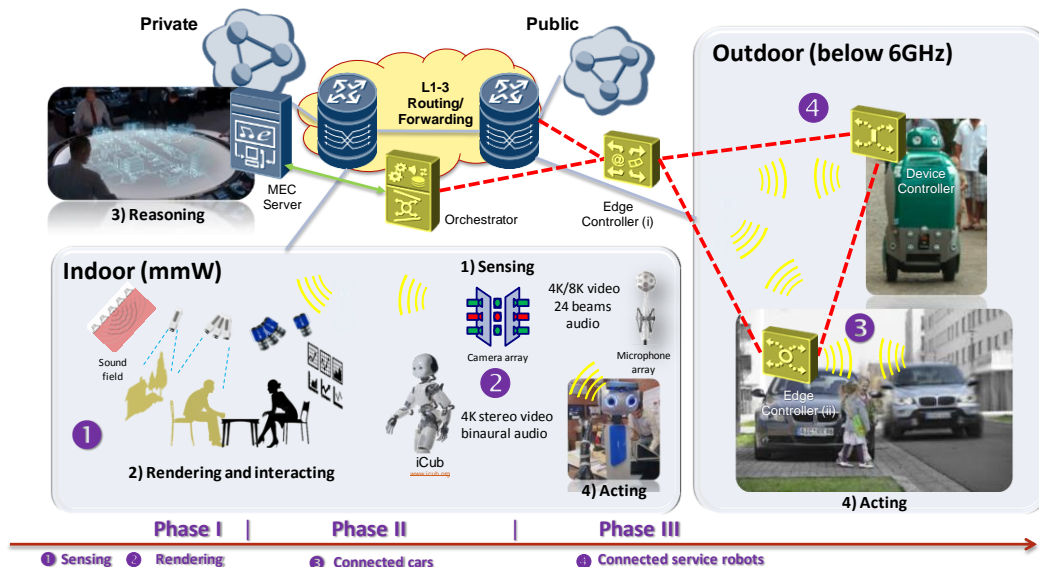 Private
Public
L1-3
Routing/
Forwarding
MEC
Server
3) Reasoning
Orchestrator
Edge
Controller (i)
Outdoor (below 6GHz)
4
Device
Controller
3
Edge
Controller (ii)
4) Acting
Indoor (mmW)
Sound
field
1
2) Rendering and interacting
1) Sensing
Camera array
4K/8K video
24 beams
audio
Microphone
array
2
4K stereo video
binaural audio
iCub
www.icub.org
4) Acting
Phase I | Phase II | Phase III
1 Sensing 2 Rendering 3 Connected cars 4 Connected service robots